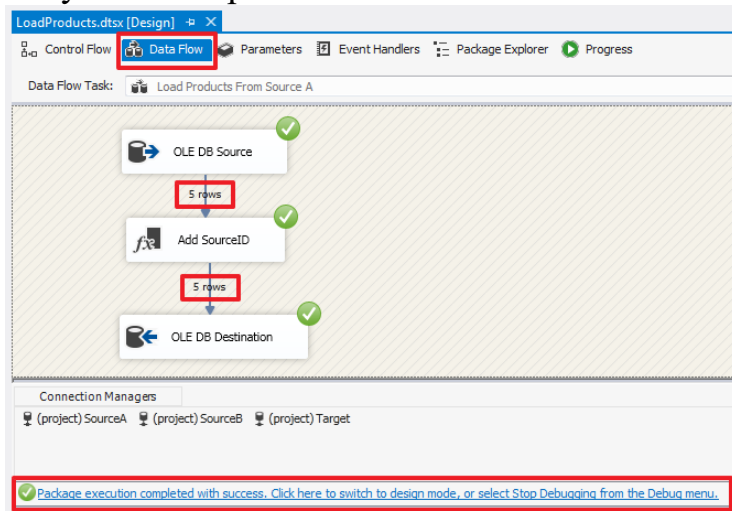 LoadProducts.dtsx [Design]
Control Flow Data Flow Parameters Event Handlers Package Explorer Progress
Data Flow Task: Load Products From Source A
OLE DB Source
5 rows
fx Add SourceID
5 rows
OLE DB Destination
Connection Managers
(project) SourceA (project) SourceB (project) Target
Package execution completed with success. Click here to switch to design mode, or select Stop Debugging from the Debug menu.